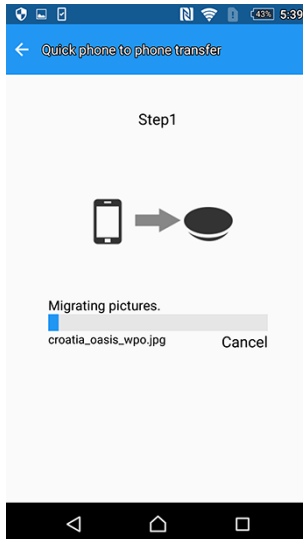 43% 5:39
Quick phone to phone transfer
Step1
Migrating pictures.
croatia_oasis_wpo.jpg
Cancel